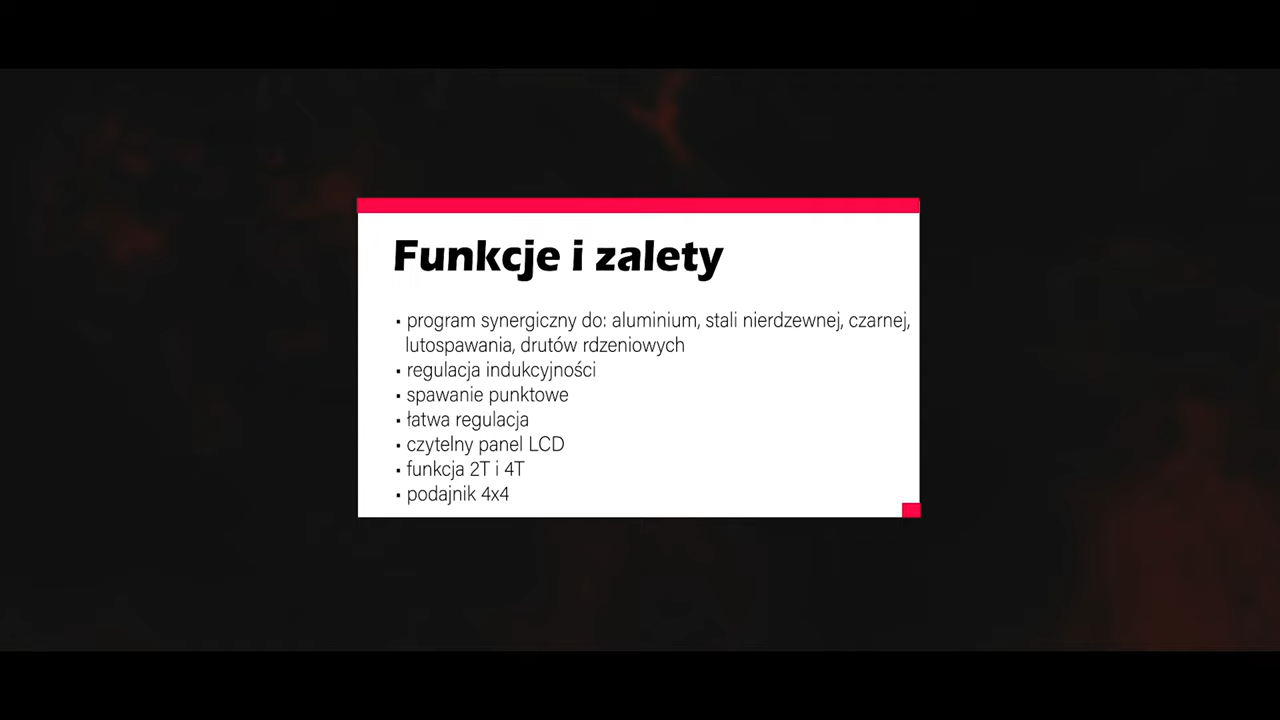 Funkcje i zalety
▪ program synergiczny do: aluminium, stali nierdzewnej, czarnej,
lutospawania, drutów rdzeniowych
▪ regulacja indukcyjności
▪ spawanie punktowe
▪ łatwa regulacja
▪ czytelny panel LCD
▪ funkcja 2T i 4T
▪ podajnik 4x4